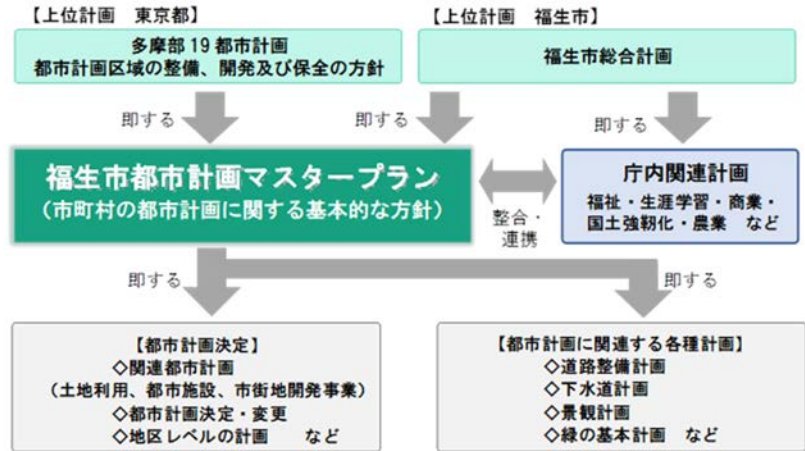 【上位計画　東京都】
【上位計画　福生市】
多摩部19都市計画
都市計画区域の整備、開発及び保全の方針
福生市総合計画
即する
即する
即する
福生市都市計画マスタープラン
（市町村の都市計画に関する基本的な方針）
整合・
連携
庁内関連計画
福祉・生涯学習・商業・
国土強靭化・農業　など
即する
即する
【都市計画決定】
◇関連都市計画
（土地利用、都市施設、市街地開発事業）
◇都市計画決定・変更
◇地区レベルの計画　など
【都市計画に関連する各種計画】
◇道路整備計画
◇下水道計画
◇景観計画
◇緑の基本計画　など